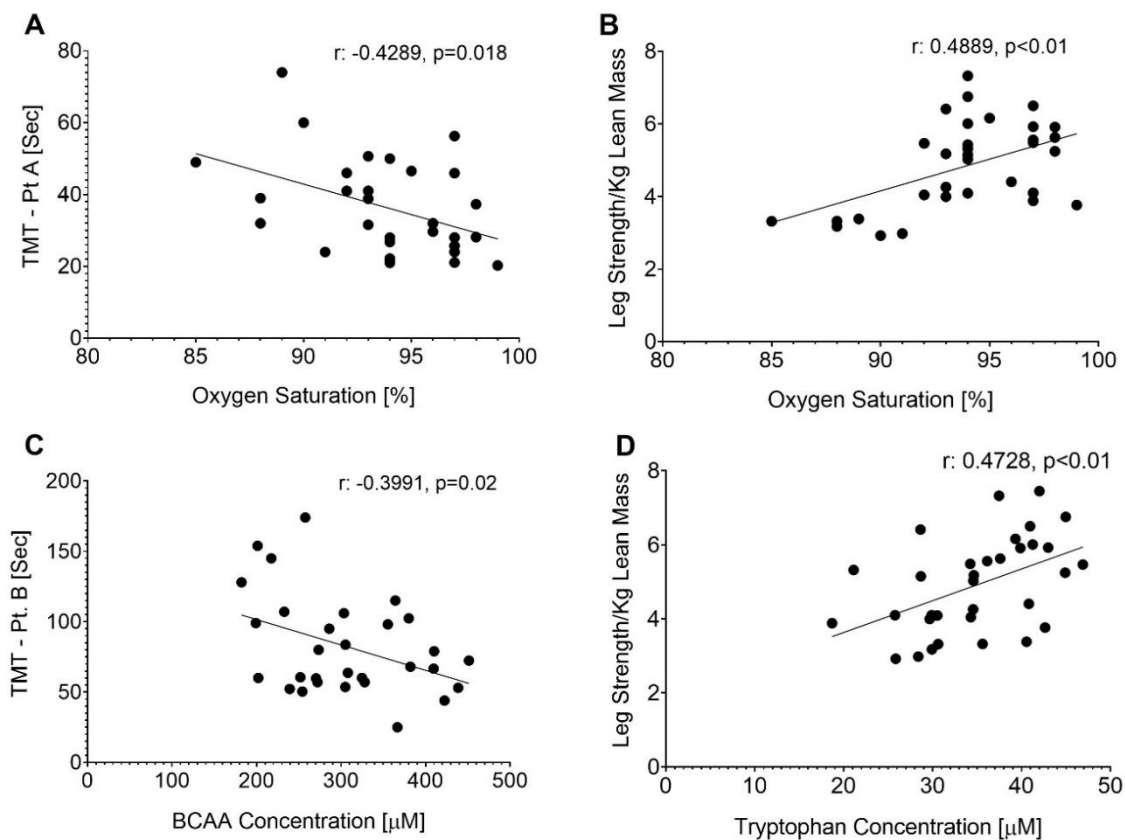 A
r: -0.4289, p=0.018
TMT - Pt A [Sec]
80
60
40
20
0
80 85 90 95 100
Oxygen Saturation [%]
B
r: 0.4889, p<0.01
Leg Strength/Kg Lean Mass
8
6
4
2
0
80 85 90 95 100
Oxygen Saturation [%]
C
r: -0.3991, p=0.02
TMT - Pt. B [Sec]
200
150
100
50
0
0 100 200 300 400 500
BCAA Concentration [μM]
D
r: 0.4728, p<0.01
Leg Strength/Kg Lean Mass
8
6
4
2
0
0 10 20 30 40 50
Tryptophan Concentration [μM]